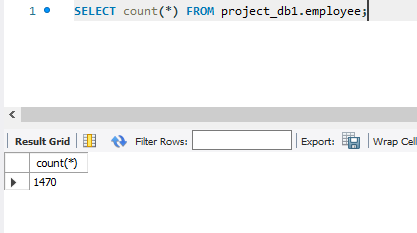 1 SELECT count(*) FROM project_db1.employee;
Result Grid Filter Rows: Export: Wrap Cell
count(*)
1470